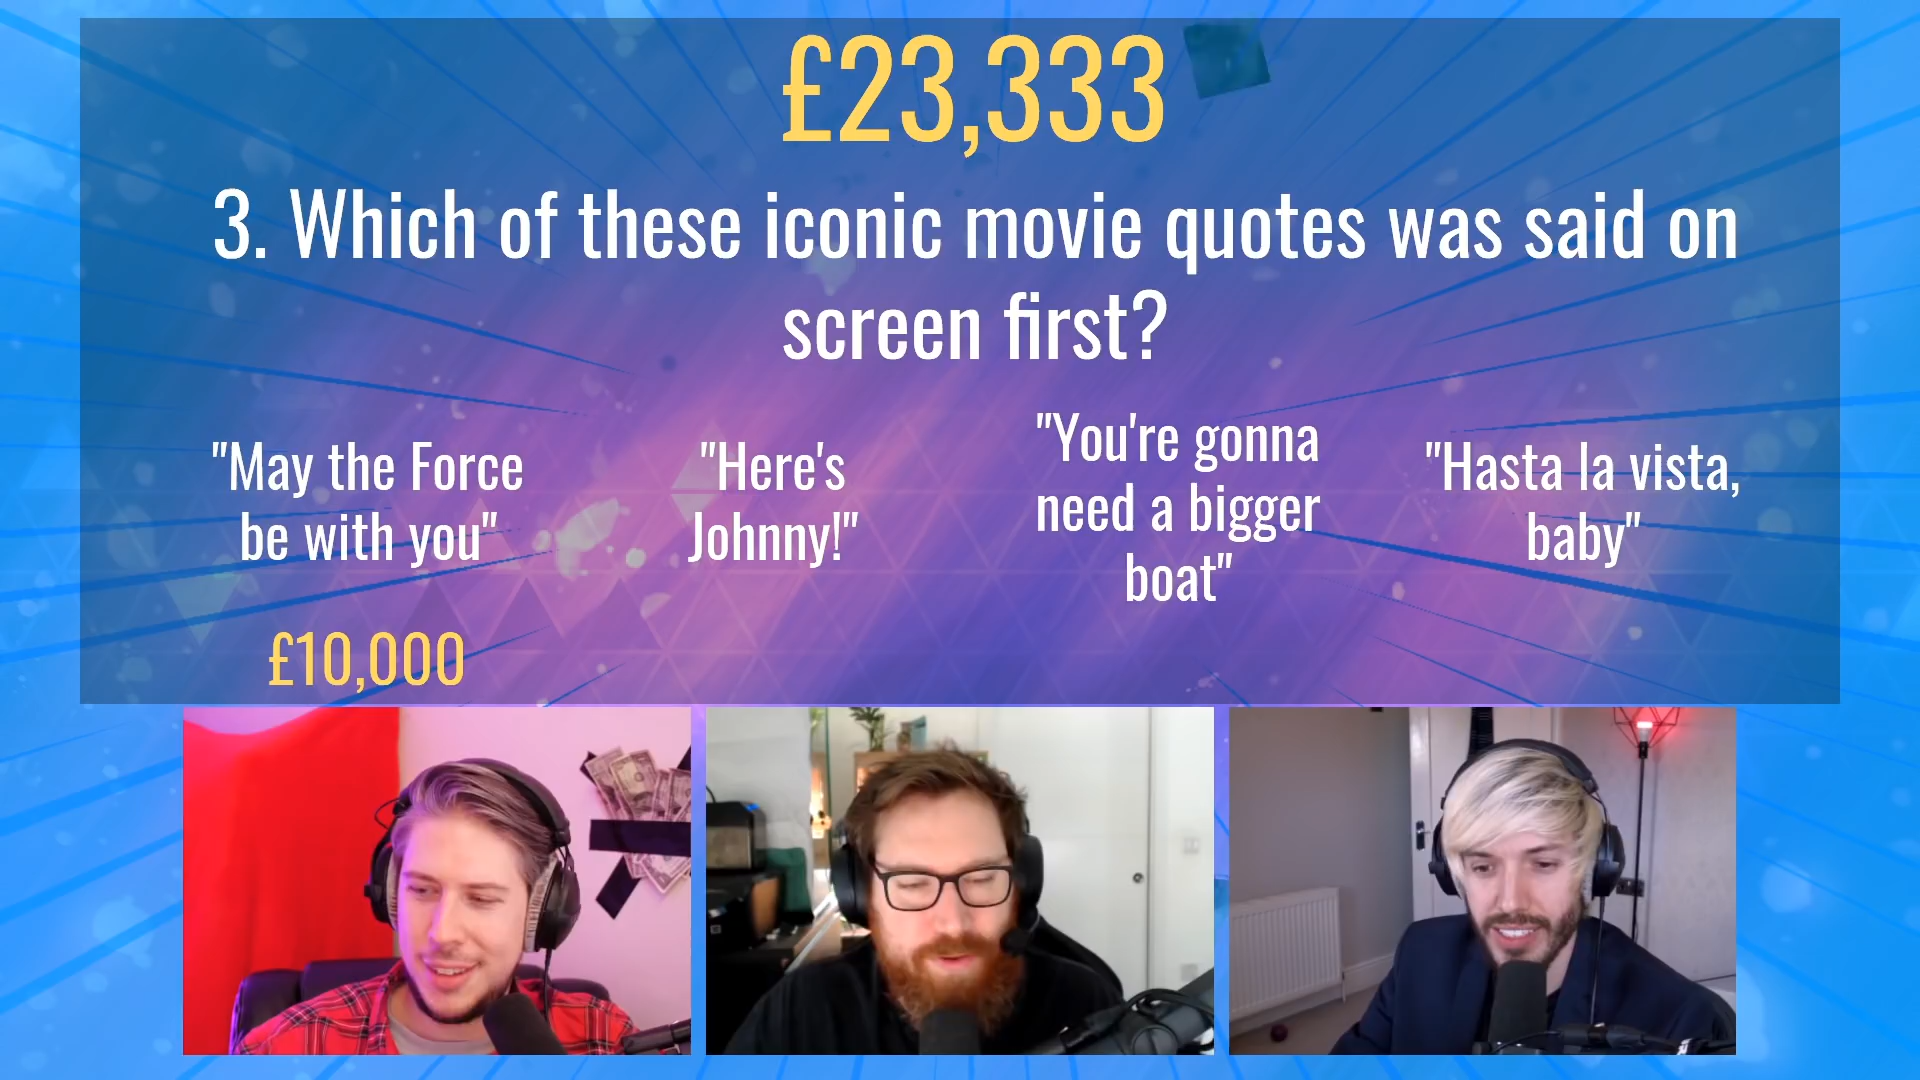 £23,333
3. Which of these iconic movie quotes was said on
screen first?
"May the Force
be with you"
"Here's
Johnny!"
"You're gonna
need a bigger
boat"
"Hasta la vista,
baby"
£10,000